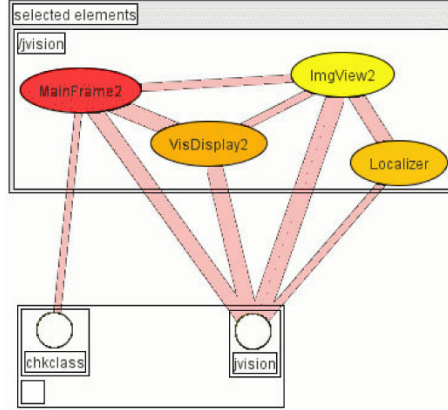 selected elements
/jvision
ImgView2
MainFrame2
VisDisplay2
Localizer
chkclass
jvision